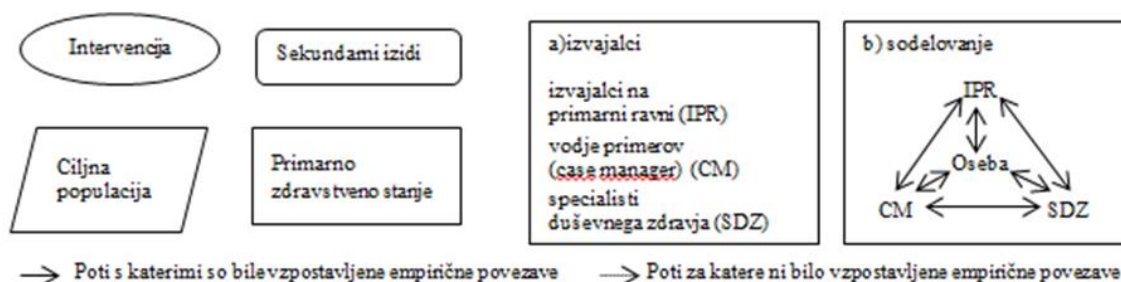 Intervencija
Sekundarni izidi
Ciljna
populacija
Primarno
zdravstveno stanje
a)izvajalci
izvajalci na
primarni ravni (IPR)
vodje primerov
(case manager) (CM)
specialisti
duševnega zdravja (SDZ)
b) sodelovanje
IPR
Oseba
CM
SDZ
Poti s katerimi so bile vzpostavljene empirične povezave
Poti za katere ni bilo vzpostavljene empirične povezave